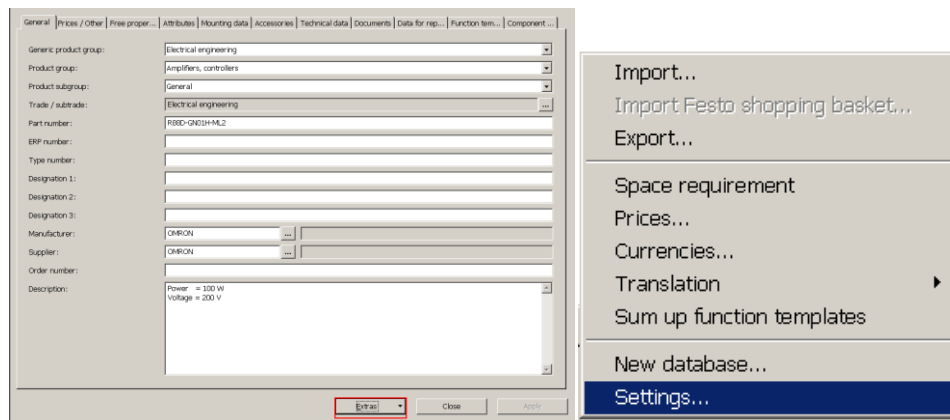 General | Prices / Other | Free proper... | Attributes | Mounting data | Accessories | Technical data | Documents | Data for rep... | Function tem... | Component ...
Generic product group: Electrical engineering
Product group: Amplifiers, controllers
Product subgroup: General
Trade / subtrade: Electrical engineering ...
Part number: R88D-GN01H-ML2
ERP number:
Type number:
Designation 1:
Designation 2:
Designation 3:
Manufacturer: OMRON ...
Supplier: OMRON ...
Order number:
Description: Power = 100 W
Voltage = 200 V
Extras Close Apply
Import...
Import Festo shopping basket...
Export...
Space requirement
Prices...
Currencies...
Translation
Sum up function templates
New database...
Settings...